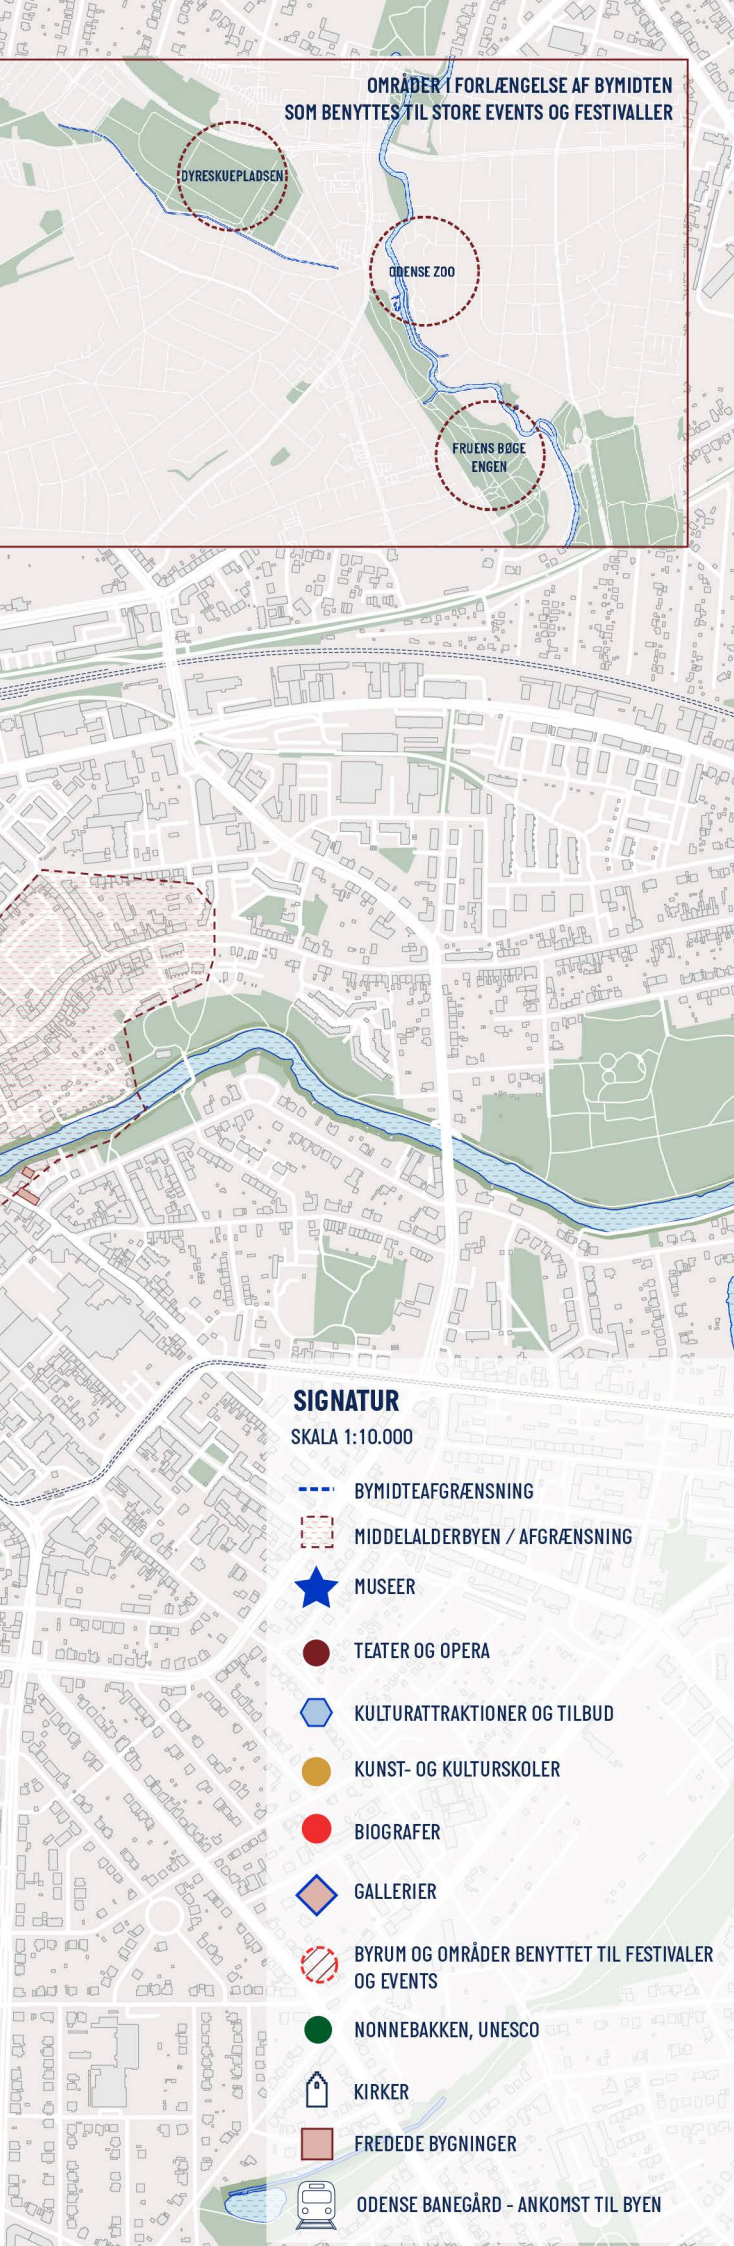 OMRÅDER I FORLÆNGELSE AF BYMIDTEN
SOM BENYTTES TIL STORE EVENTS OG FESTIVALLER
DYRESKUEPLADSEN
ODENSE ZOO
FRUENS BØGE
ENGEN
SIGNATUR
SKALA 1:10.000
BYMIDTEAFGRÆNSNING
MIDDELALDERBYEN / AFGRÆNSNING
MUSEER
TEATER OG OPERA
KULTURATTRAKTIONER OG TILBUD
KUNST- OG KULTURSKOLER
BIOGRAFER
GALLERIER
BYRUM OG OMRÅDER BENYTTET TIL FESTIVALER
OG EVENTS
NONNEBAKKEN, UNESCO
KIRKER
FREDEDE BYGNINGER
ODENSE BANEGÅRD - ANKOMST TIL BYEN